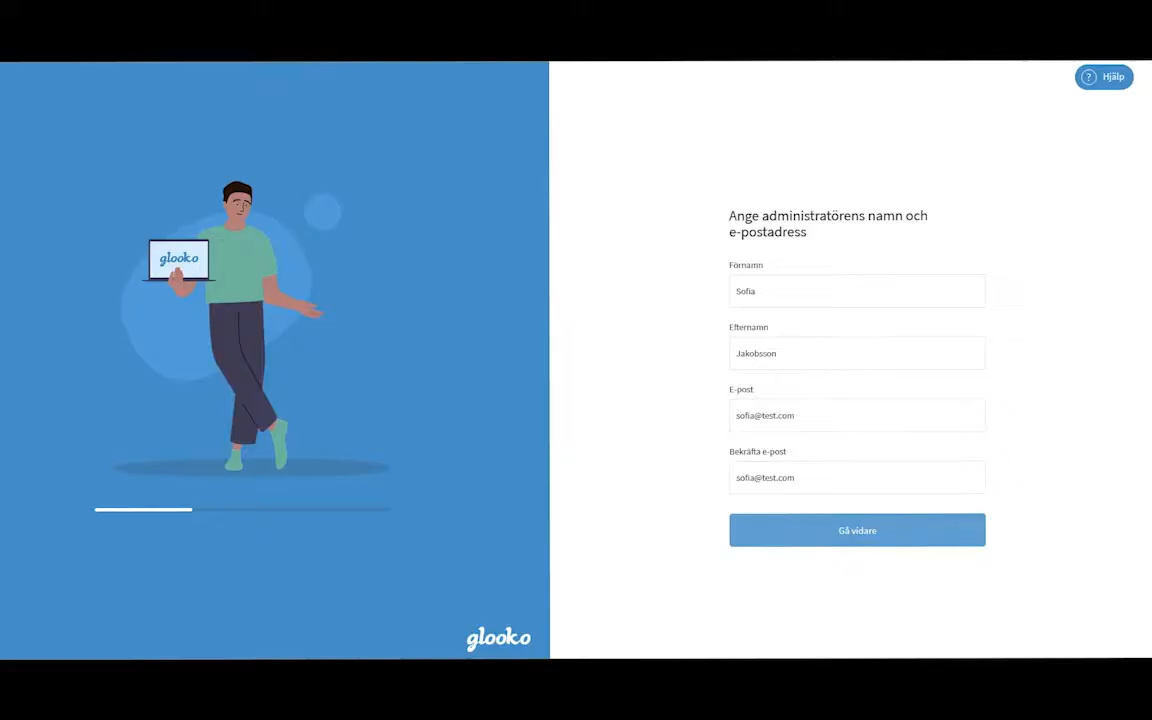 Hjälp
glooko
Ange administratörens namn och
e-postadress
Förnamn
Sofia
Efternamn
Jakobsson
E-post
sofia@test.com
Bekräfta e-post
sofia@test.com
Gå vidare
glooko